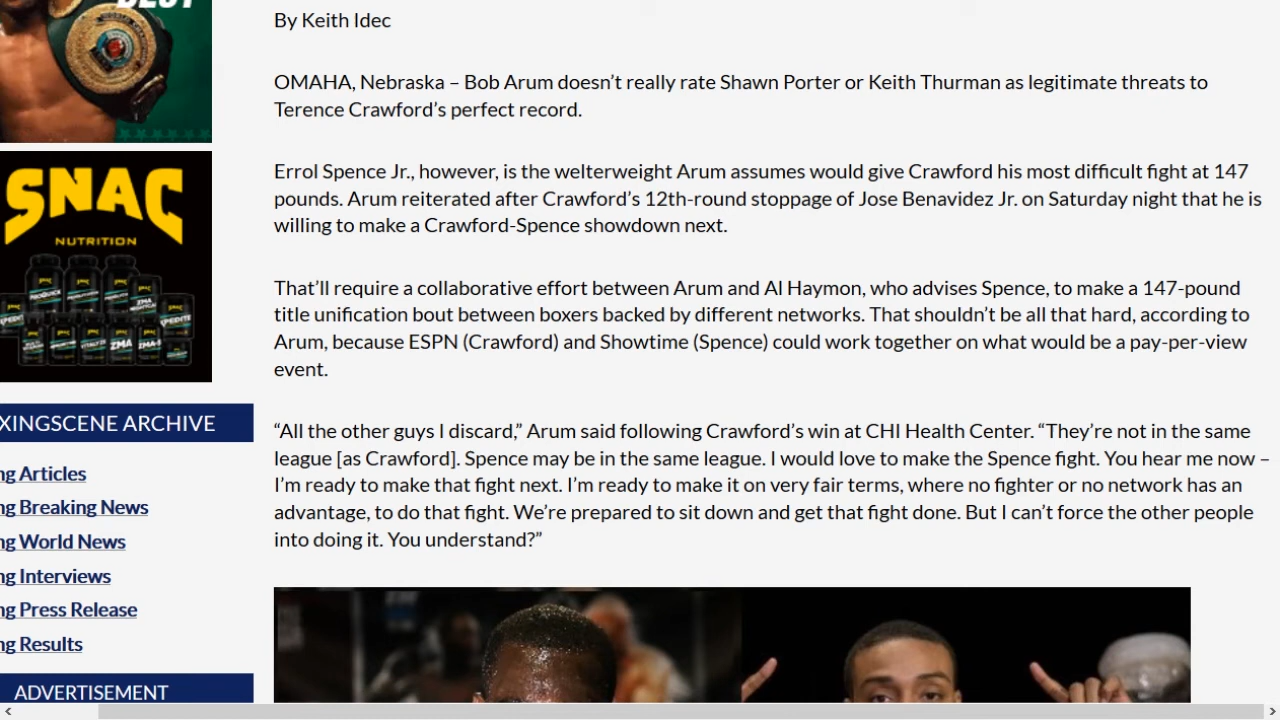 By Keith Idec
OMAHA, Nebraska – Bob Arum doesn’t really rate Shawn Porter or Keith Thurman as legitimate threats to
Terence Crawford’s perfect record.
Errol Spence Jr., however, is the welterweight Arum assumes would give Crawford his most difficult fight at 147
pounds. Arum reiterated after Crawford’s 12th-round stoppage of Jose Benavidez Jr. on Saturday night that he is
willing to make a Crawford-Spence showdown next.
That’ll require a collaborative effort between Arum and Al Haymon, who advises Spence, to make a 147-pound
title unification bout between boxers backed by different networks. That shouldn’t be all that hard, according to
Arum, because ESPN (Crawford) and Showtime (Spence) could work together on what would be a pay-per-view
event.
“All the other guys I discard,” Arum said following Crawford’s win at CHI Health Center. “They’re not in the same
league [as Crawford]. Spence may be in the same league. I would love to make the Spence fight. You hear me now –
I’m ready to make that fight next. I’m ready to make it on very fair terms, where no fighter or no network has an
advantage, to do that fight. We’re prepared to sit down and get that fight done. But I can’t force the other people
into doing it. You understand?”
SNAC
NUTRITION
ZMA
XINGSCENE ARCHIVE
ng Articles
ng Breaking News
ng World News
ng Interviews
ng Press Release
ng Results
ADVERTISEMENT